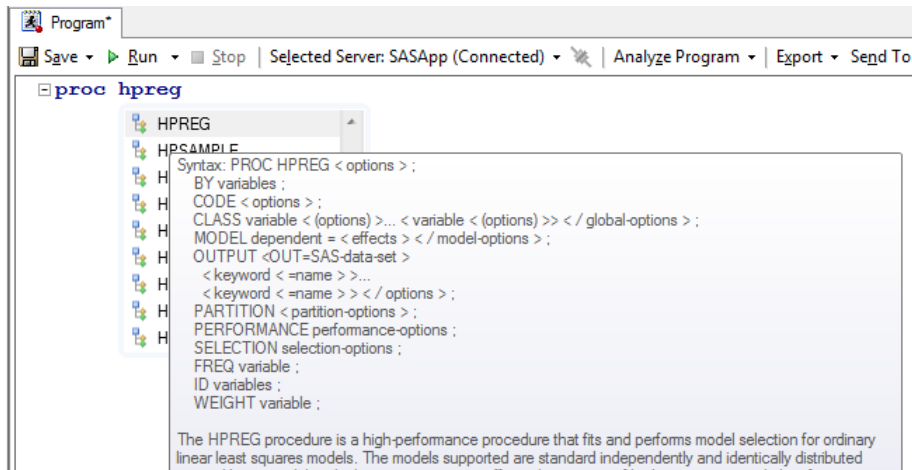 Program*
Save Run Stop Selected Server: SASApp (Connected) Analyze Program Export Send To
proc hpreg
HPREG
HPSAMPLE
H
H
H
H
H
H
H
Syntax: PROC HPREG < options > ;
BY variables ;
CODE < options > ;
CLASS variable < (options) >... < variable < (options) >> < / global-options > ;
MODEL dependent = < effects > < / model-options > ;
OUTPUT <OUT=SAS-data-set >
< keyword < =name > >...
< keyword < =name > > < / options > ;
PARTITION < partition-options > ;
PERFORMANCE performance-options ;
SELECTION selection-options ;
FREQ variable ;
ID variables ;
WEIGHT variable ;
The HPREG procedure is a high-performance procedure that fits and performs model selection for ordinary
linear least squares models. The models supported are standard independently and identically distributed